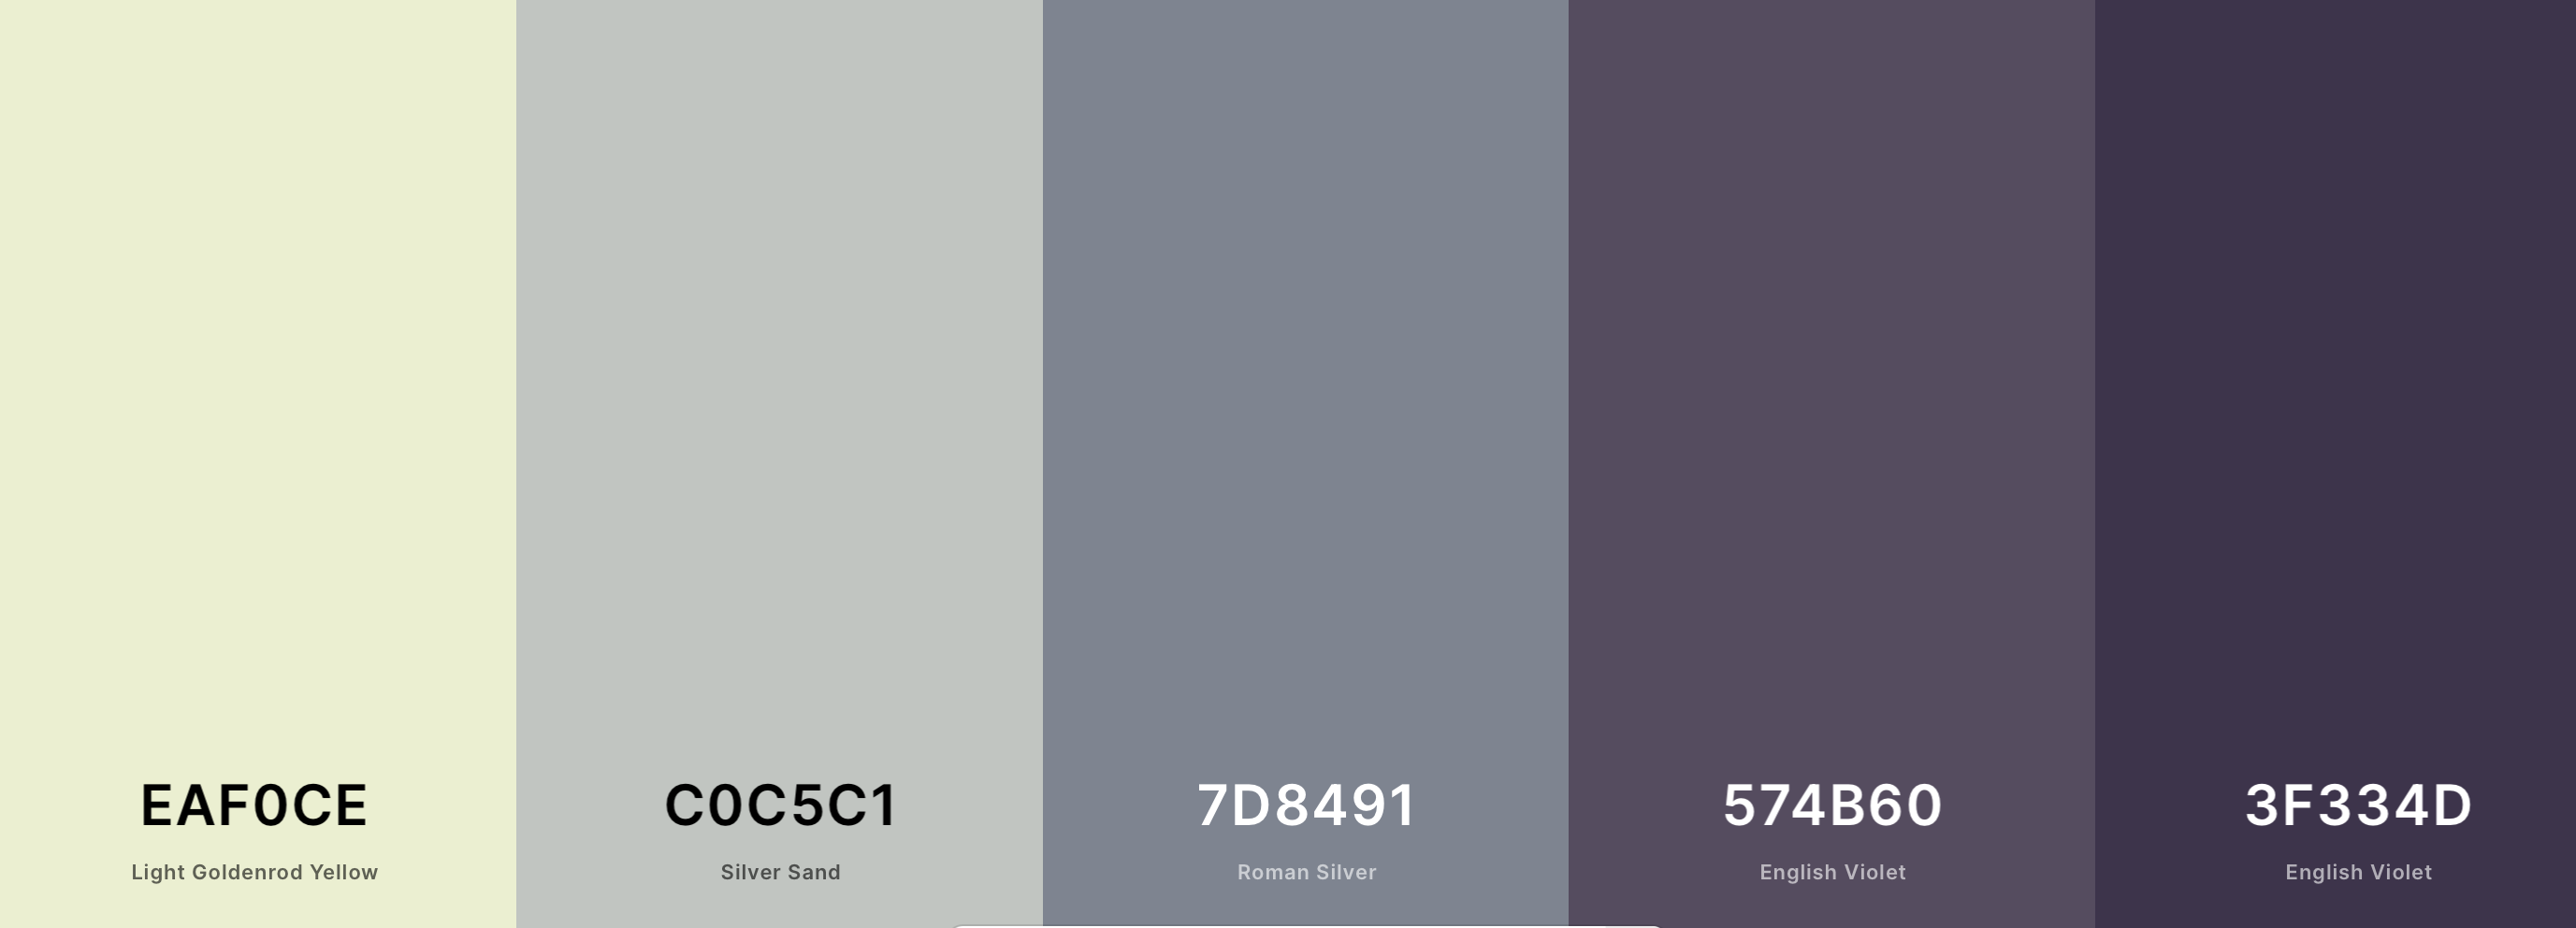 EAF0CE
Light Goldenrod Yellow
C0C5C1
Silver Sand
7D8491
Roman Silver
574B60
English Violet
3F334D
English Violet